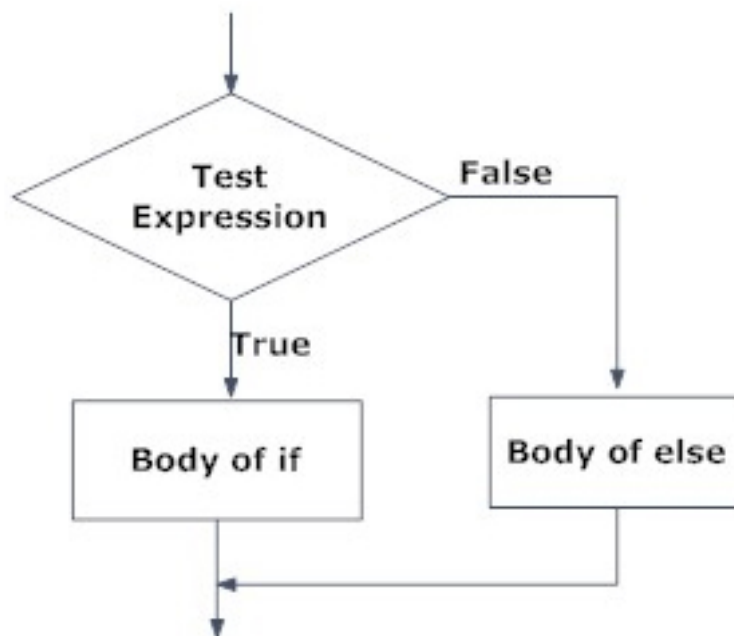 Test
Expression
False
True
Body of if
Body of else